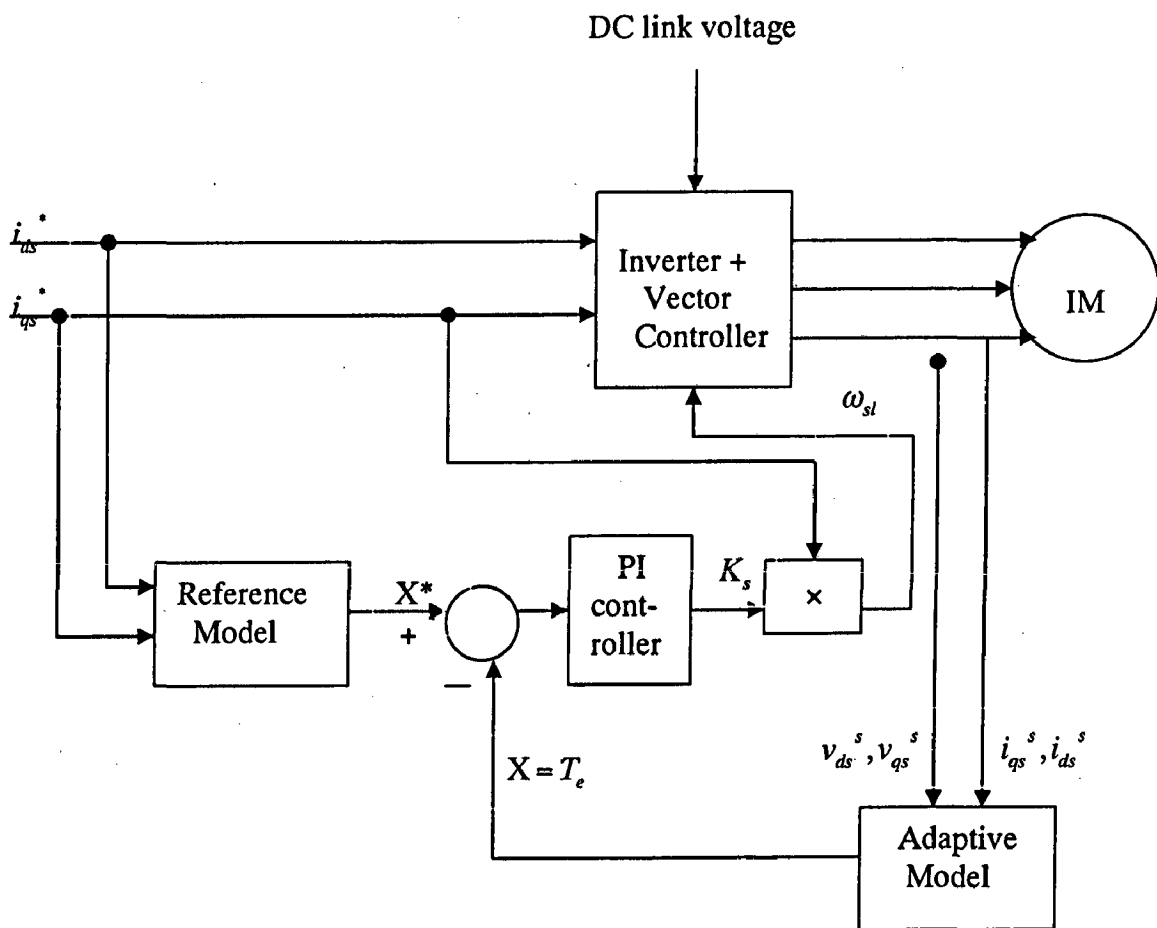 DC link voltage
i_ds*
i_qs*
Inverter +
Vector
Controller
IM
ω_sl
Reference
Model
X*
+
−
PI
cont-
roller
K_s
×
X = T_e
v_ds^s, v_qs^s
i_qs^s, i_ds^s
Adaptive
Model